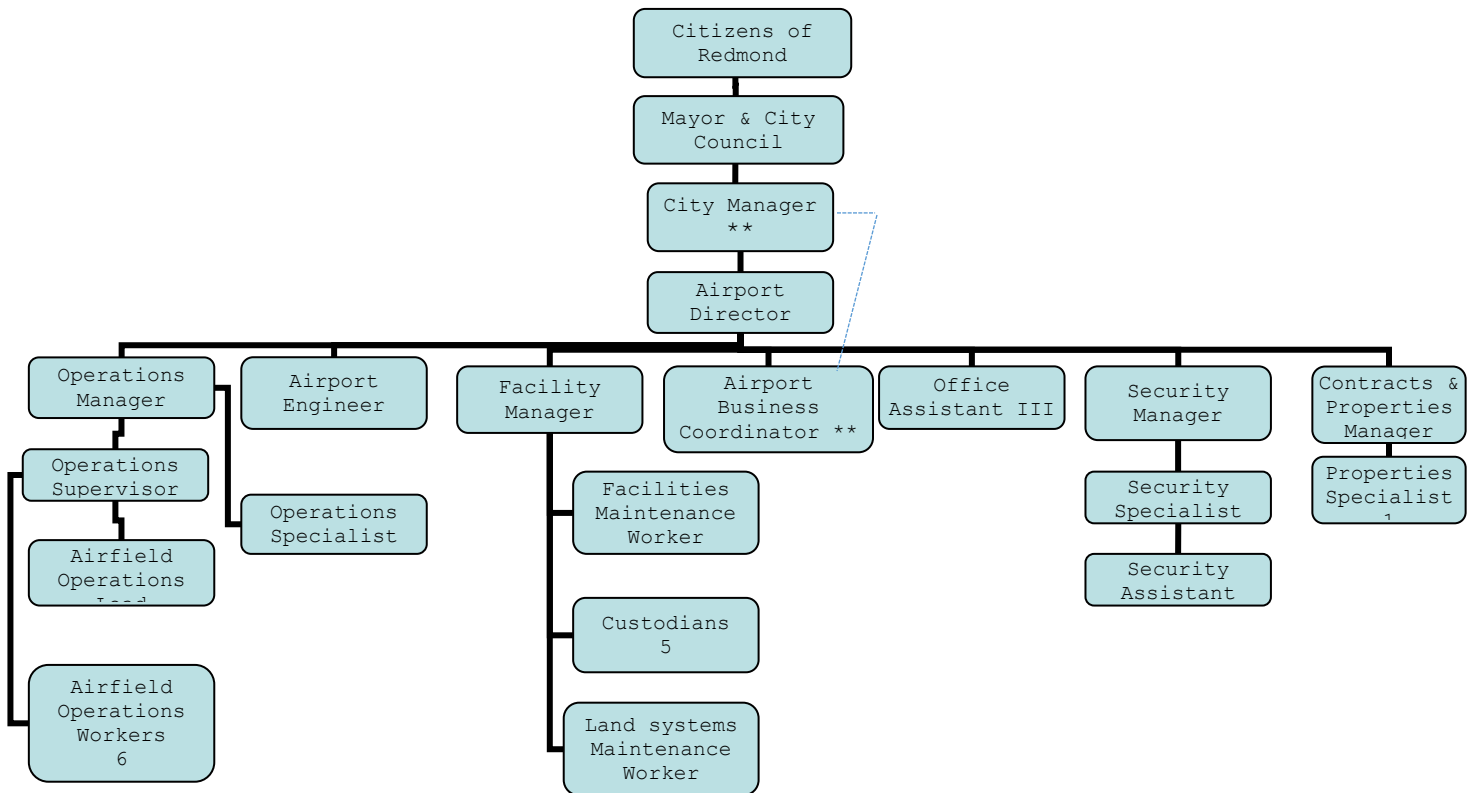 Citizens of
Redmond
Mayor & City
Council
City Manager
**
Airport
Director
Operations
Manager
Airport
Engineer
Facility
Manager
Airport
Business
Coordinator **
Office
Assistant III
Security
Manager
Contracts &
Properties
Manager
Operations
Supervisor
Operations
Specialist
Facilities
Maintenance
Worker
Security
Specialist
Properties
Specialist
Airfield
Operations
Security
Assistant
Custodians
5
Airfield
Operations
Workers
6
Land systems
Maintenance
Worker